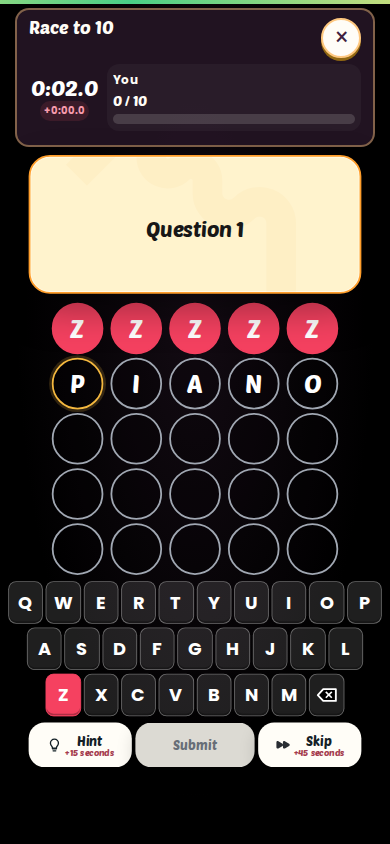 Race to 10
×
0:02.0
+0:00.0
You
0 / 10
Question 1
Z Z Z Z Z
P I A N O
Q W E R T Y U I O P
A S D F G H J K L
Z X C V B N M
Hint
+15 seconds
Submit
Skip
+45 seconds